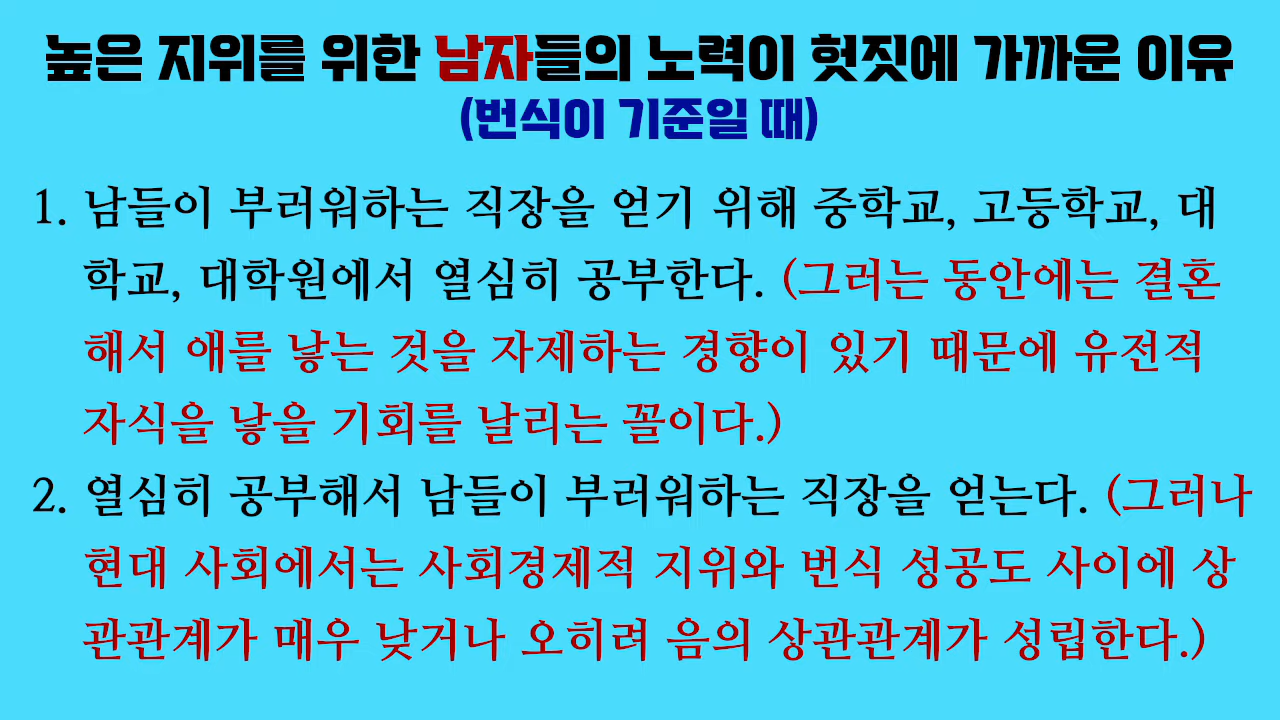 높은 지위를 위한 남자들의 노력이 헛짓에 가까운 이유
(번식이 기준일 때)
1. 남들이 부러워하는 직장을 얻기 위해 중학교, 고등학교, 대
학교, 대학원에서 열심히 공부한다. (그러는 동안에는 결혼
해서 애를 낳는 것을 자제하는 경향이 있기 때문에 유전적
자식을 낳을 기회를 날리는 꼴이다.)
2. 열심히 공부해서 남들이 부러워하는 직장을 얻는다. (그러나
현대 사회에서는 사회경제적 지위와 번식 성공도 사이에 상
관관계가 매우 낮거나 오히려 음의 상관관계가 성립한다.)